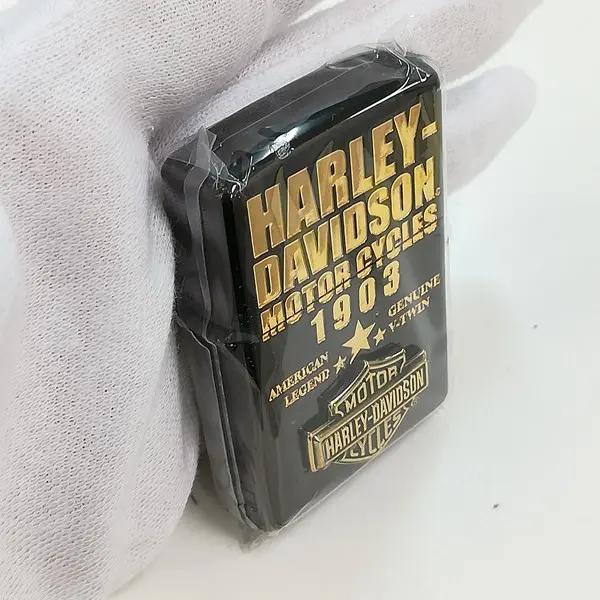 HARLEY-
DAVIDSON
MOTOR CYCLES
1903
AMERICAN
LEGEND
GENUINE
V-TWIN
MOTOR
HARLEY-DAVIDSON
CYCLES